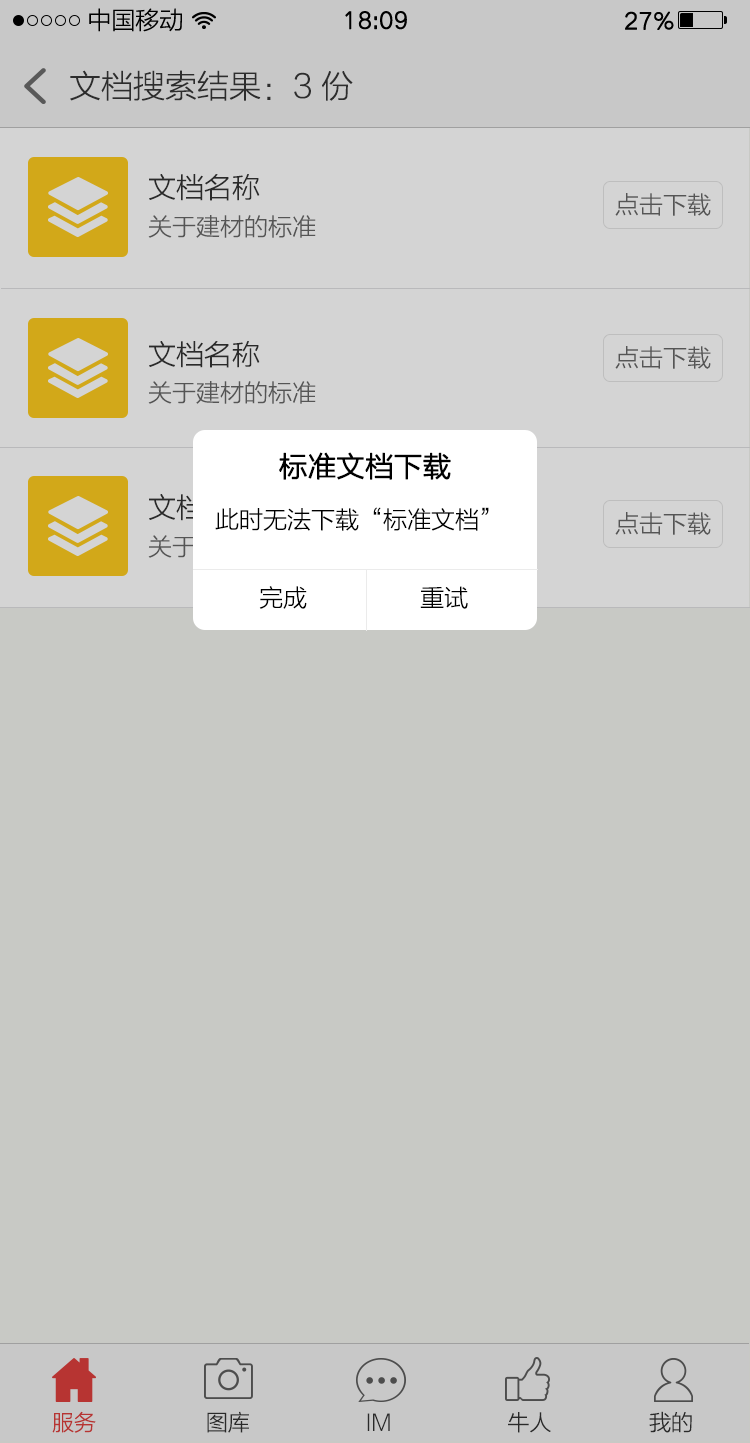 中国移动 18:09 27%
文档搜索结果：3 份
文档名称
关于建材的标准
点击下载
文档名称
关于建材的标准
点击下载
文档
关于
点击下载
标准文档下载
此时无法下载“标准文档”
完成 重试
服务 图库 IM 牛人 我的